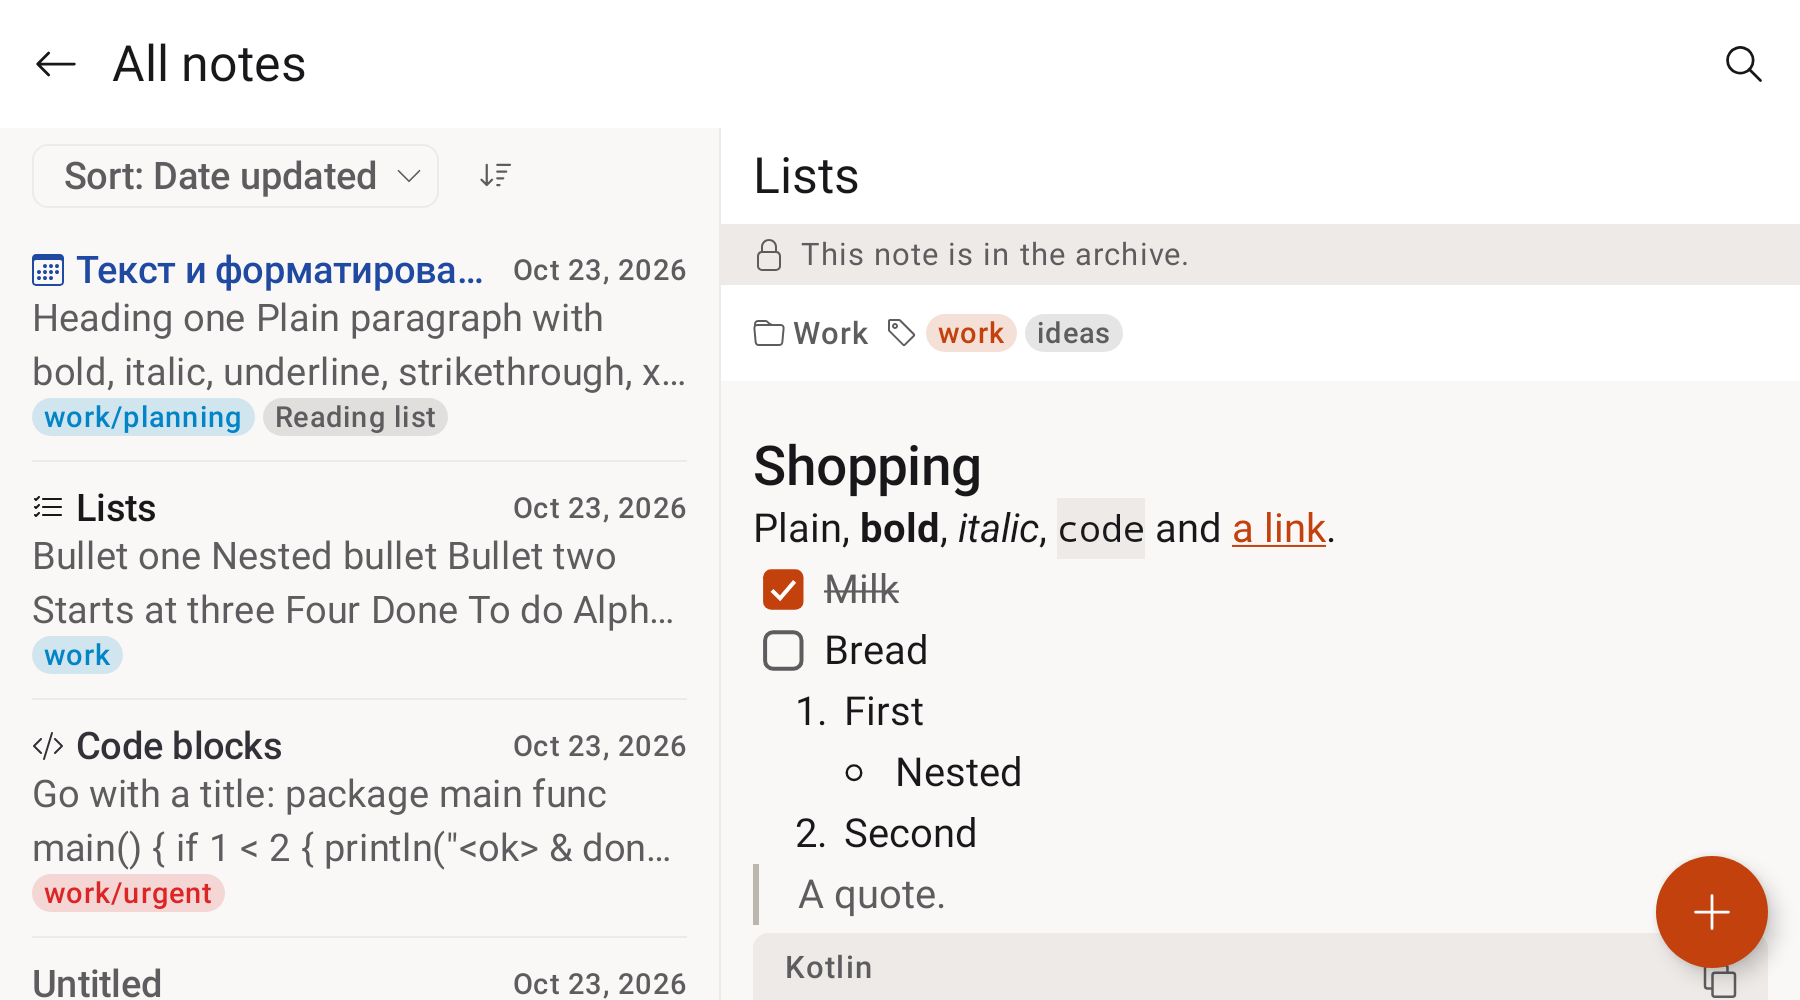 All notes
Sort: Date updated
Текст и форматирова... Oct 23, 2026
Heading one Plain paragraph with
bold, italic, underline, strikethrough, x...
work/planning Reading list
Lists Oct 23, 2026
Bullet one Nested bullet Bullet two
Starts at three Four Done To do Alph...
work
Code blocks Oct 23, 2026
Go with a title: package main func
main() { if 1 < 2 { println("<ok> & don...
work/urgent
Untitled Oct 23, 2026
Lists
This note is in the archive.
Work work ideas
Shopping
Plain, bold, italic, code and a link.
Milk
Bread
1. First
Nested
2. Second
A quote.
Kotlin